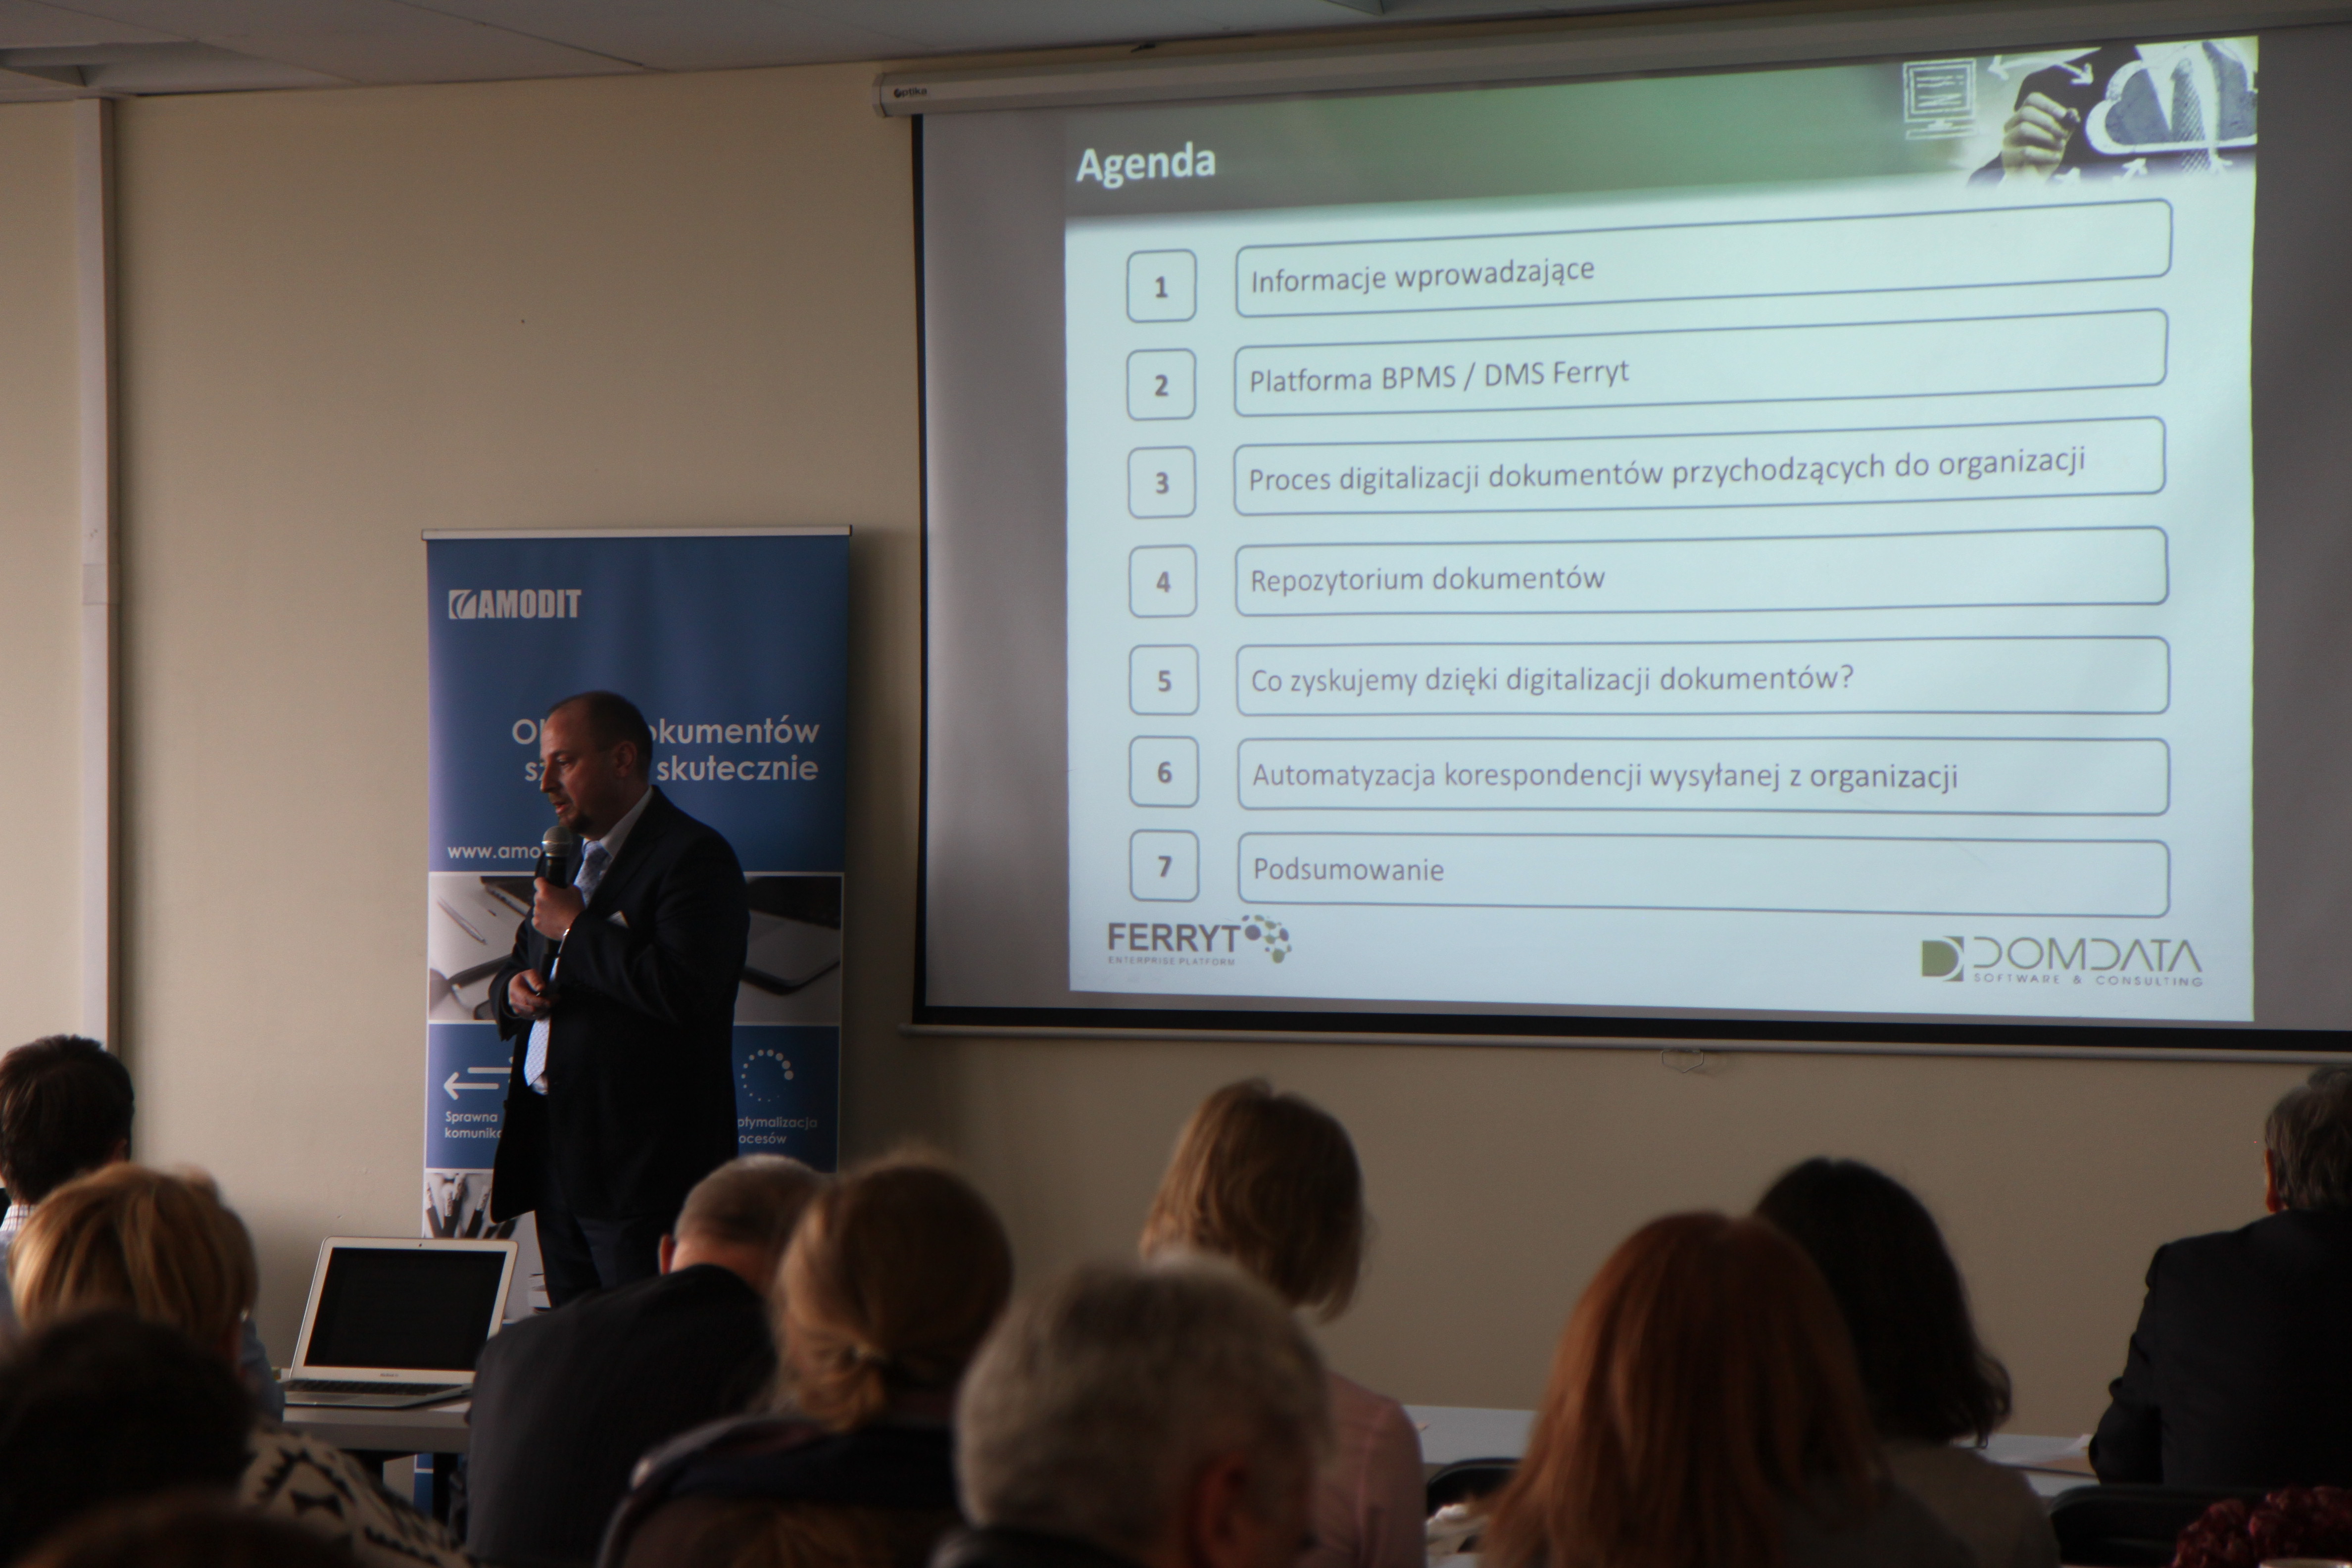 Optika
Agenda
1 Informacje wprowadzające
2 Platforma BPMS / DMS Ferryt
3 Proces digitalizacji dokumentów przychodzących do organizacji
4 Repozytorium dokumentów
5 Co zyskujemy dzięki digitalizacji dokumentów?
6 Automatyzacja korespondencji wysyłanej z organizacji
7 Podsumowanie
FERRYT
ENTERPRISE PLATFORM
DOMDATA
SOFTWARE & CONSULTING
AMODIT
skutecznie
Sprawna